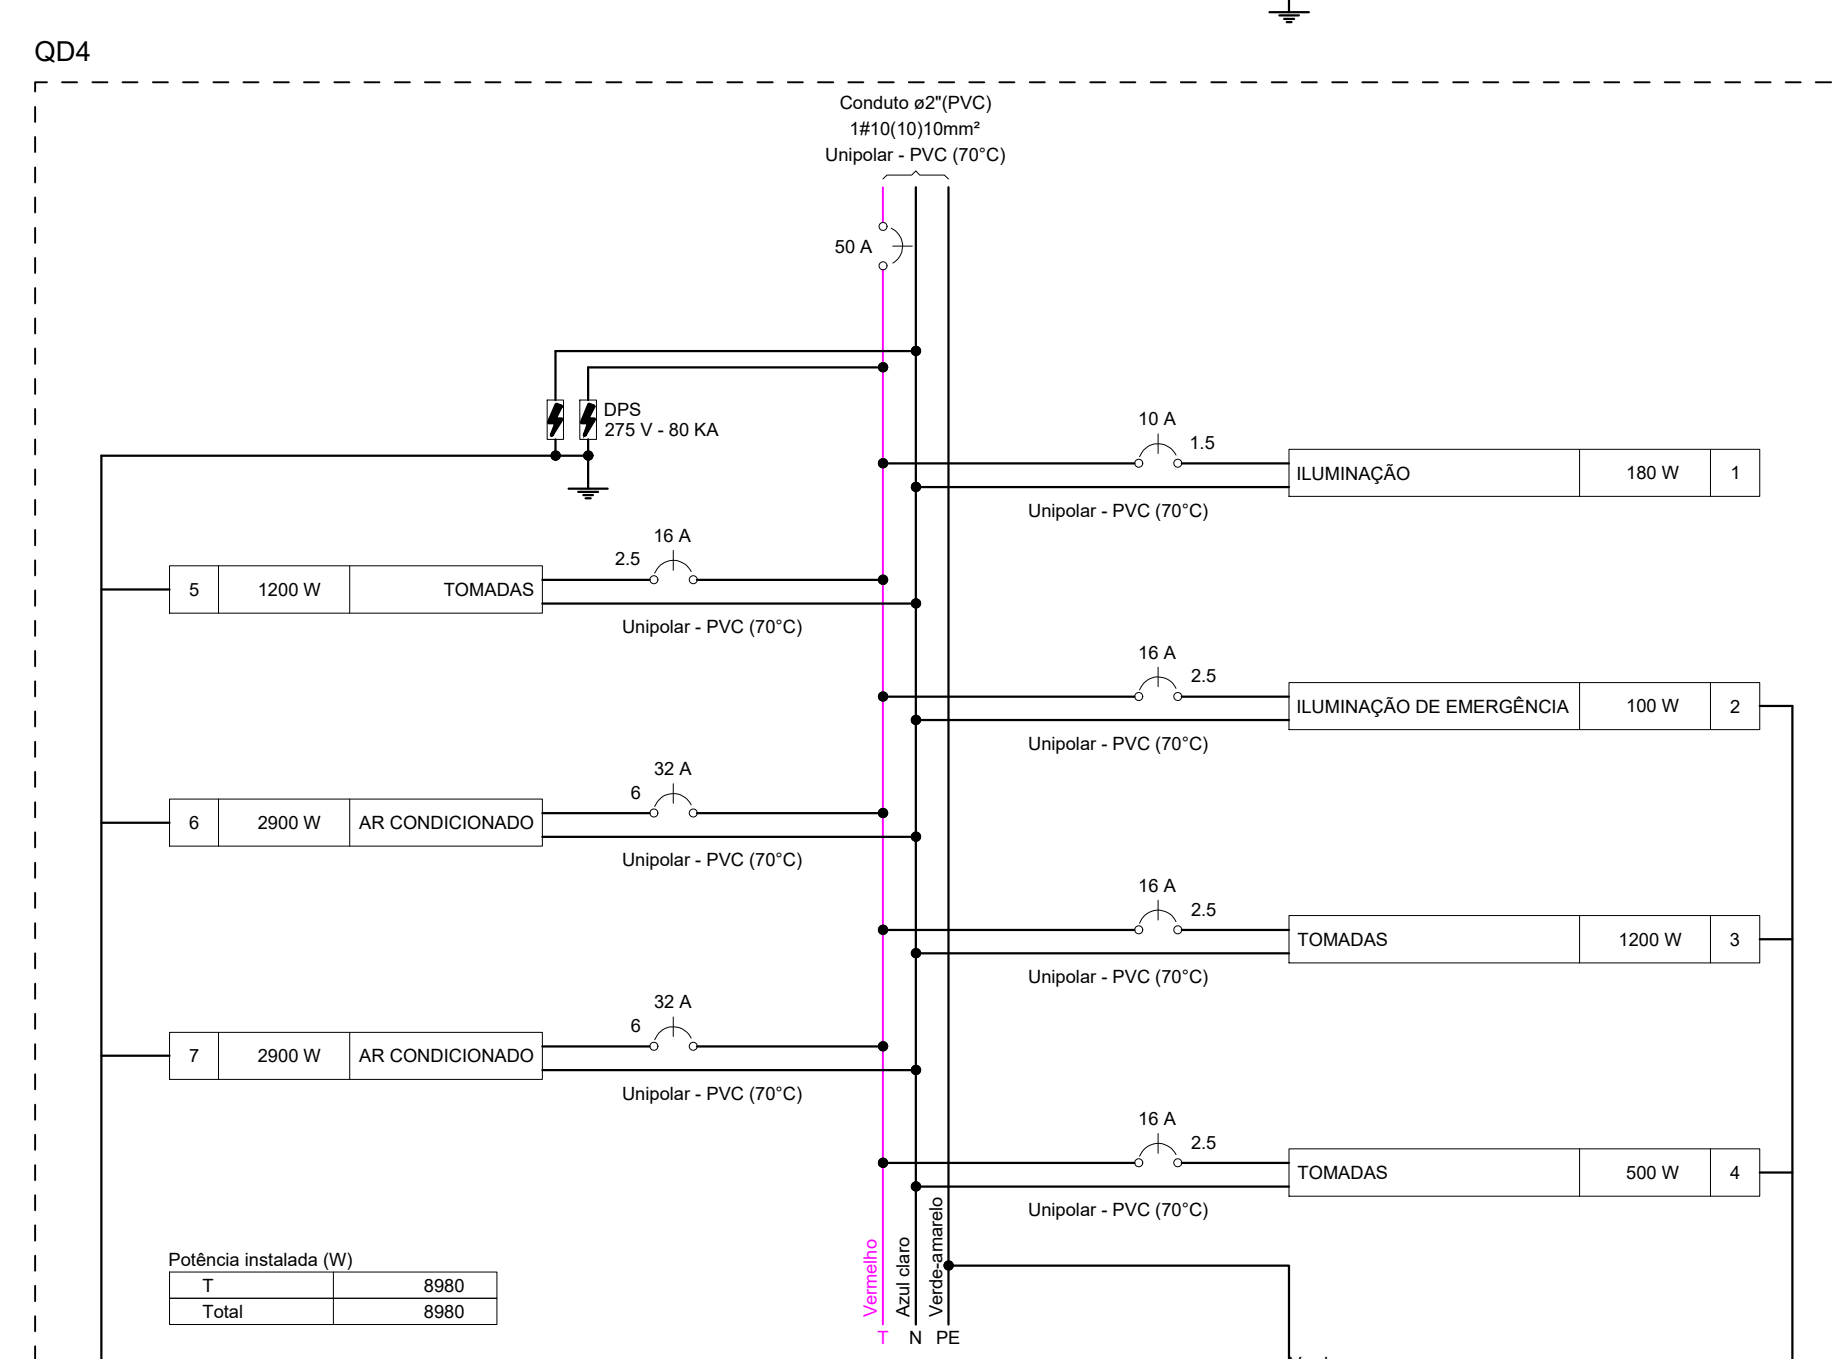 QD4
Conduto ø2"(PVC)
1#10(10)10mm²
Unipolar - PVC (70°C)
50 A
DPS
275 V - 80 KA
10 A
1.5
ILUMINAÇÃO 180 W 1
Unipolar - PVC (70°C)
16 A
2.5
5 1200 W TOMADAS
Unipolar - PVC (70°C)
16 A
2.5
ILUMINAÇÃO DE EMERGÊNCIA 100 W 2
Unipolar - PVC (70°C)
32 A
6
6 2900 W AR CONDICIONADO
Unipolar - PVC (70°C)
16 A
2.5
TOMADAS 1200 W 3
Unipolar - PVC (70°C)
32 A
6
7 2900 W AR CONDICIONADO
Unipolar - PVC (70°C)
16 A
2.5
TOMADAS 500 W 4
Unipolar - PVC (70°C)
Potência instalada (W)
T 8980
Total 8980
Vermelho
Azul claro
Verde-amarelo
T N PE